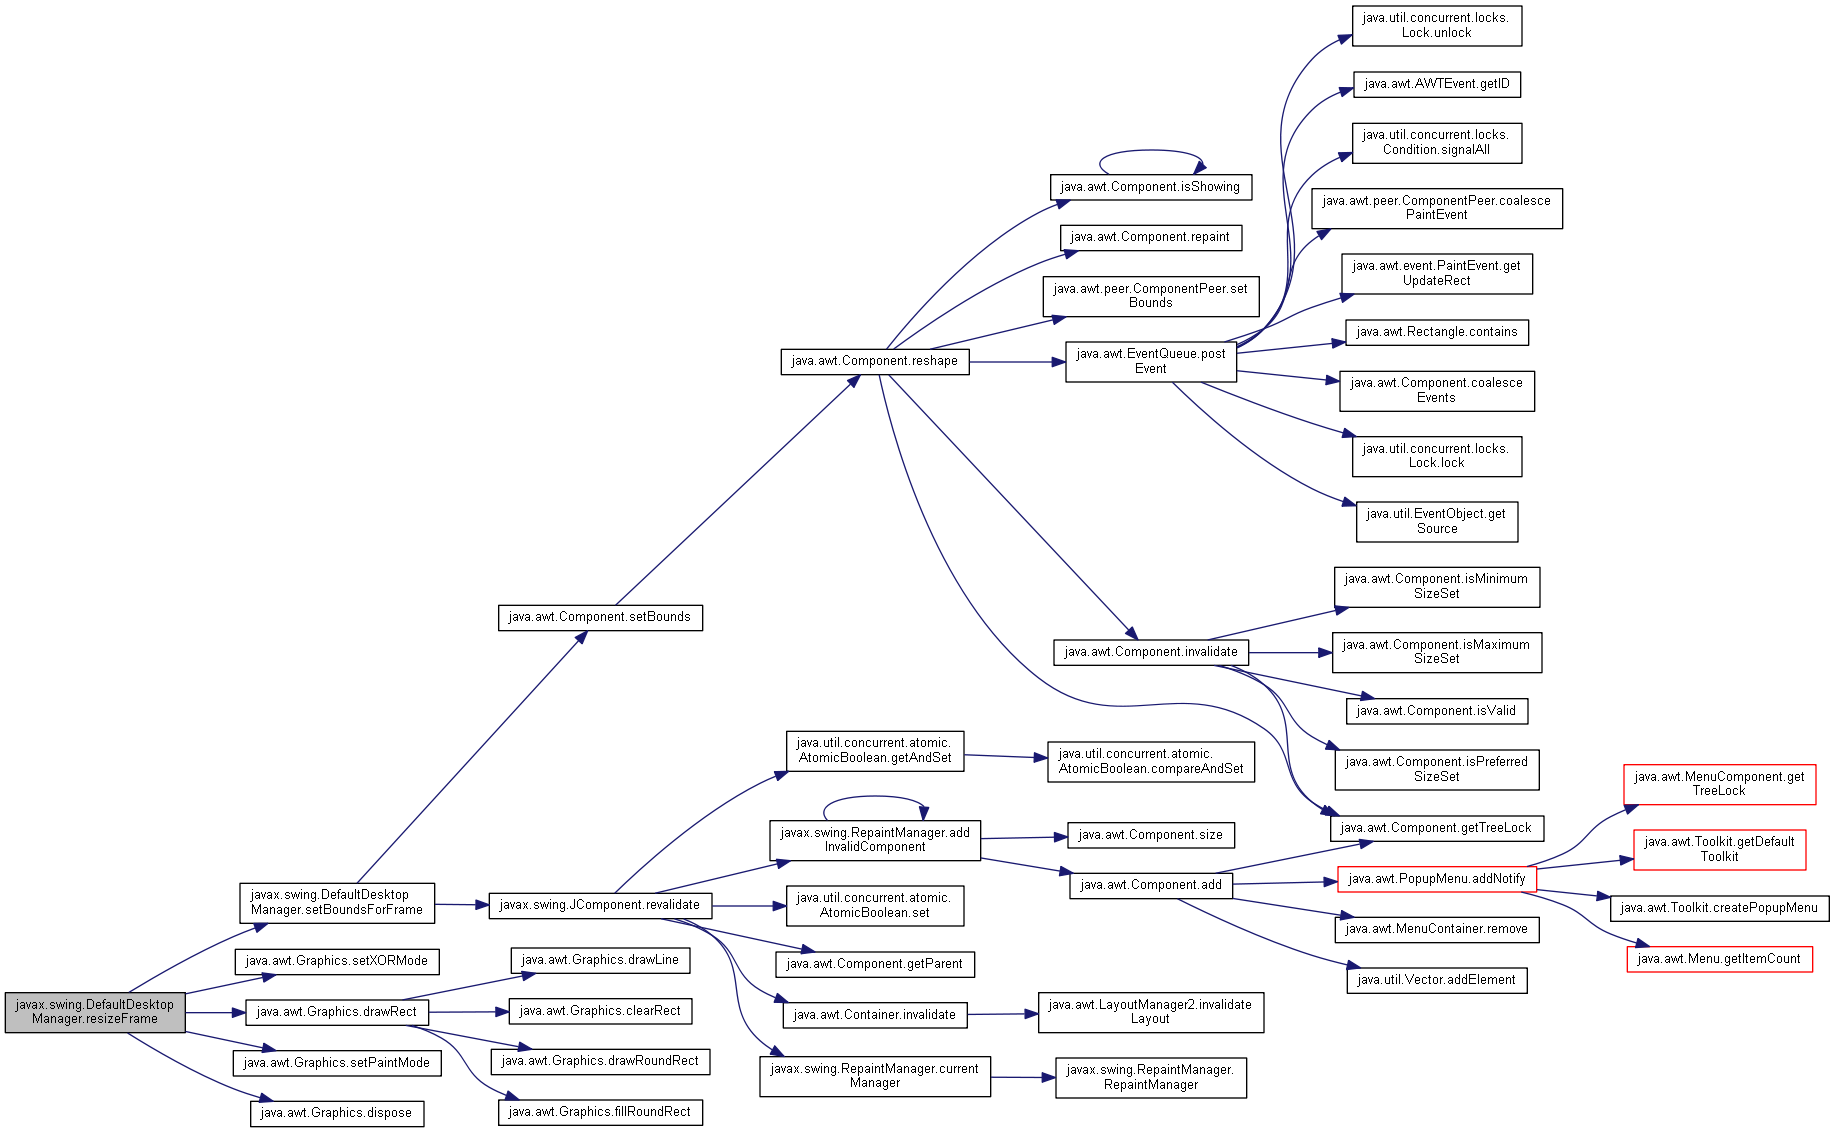 java.util.concurrent.locks.
Lock.unlock
java.awt.AWTEvent.getID
java.util.concurrent.locks.
Condition.signalAll
java.awt.Component.isShowing
java.awt.peer.ComponentPeer.coalesce
PaintEvent
java.awt.Component.repaint
java.awt.event.PaintEvent.get
UpdateRect
java.awt.peer.ComponentPeer.set
Bounds
java.awt.Rectangle.contains
java.awt.Component.reshape
java.awt.EventQueue.post
Event
java.awt.Component.coalesce
Events
java.util.concurrent.locks.
Lock.lock
java.util.EventObject.get
Source
java.awt.Component.isMinimum
SizeSet
java.awt.Component.setBounds
java.awt.Component.invalidate
java.awt.Component.isMaximum
SizeSet
java.awt.Component.isValid
java.util.concurrent.atomic.
AtomicBoolean.getAndSet
java.util.concurrent.atomic.
AtomicBoolean.compareAndSet
java.awt.Component.isPreferred
SizeSet
java.awt.MenuComponent.get
TreeLock
java.awt.Component.getTreeLock
javax.swing.RepaintManager.add
InvalidComponent
java.awt.Component.size
java.awt.Toolkit.getDefault
Toolkit
java.awt.Component.add
java.awt.PopupMenu.addNotify
javax.swing.DefaultDesktop
Manager.setBoundsForFrame
javax.swing.JComponent.revalidate
java.util.concurrent.atomic.
AtomicBoolean.set
java.awt.Toolkit.createPopupMenu
java.awt.MenuContainer.remove
java.awt.Graphics.setXORMode
java.awt.Graphics.drawLine
java.awt.Component.getParent
java.util.Vector.addElement
java.awt.Menu.getItemCount
javax.swing.DefaultDesktop
Manager.resizeFrame
java.awt.Graphics.drawRect
java.awt.Graphics.clearRect
java.awt.Container.invalidate
java.awt.LayoutManager2.invalidate
Layout
java.awt.Graphics.setPaintMode
java.awt.Graphics.drawRoundRect
javax.swing.RepaintManager.current
Manager
javax.swing.RepaintManager.
RepaintManager
java.awt.Graphics.dispose
java.awt.Graphics.fillRoundRect